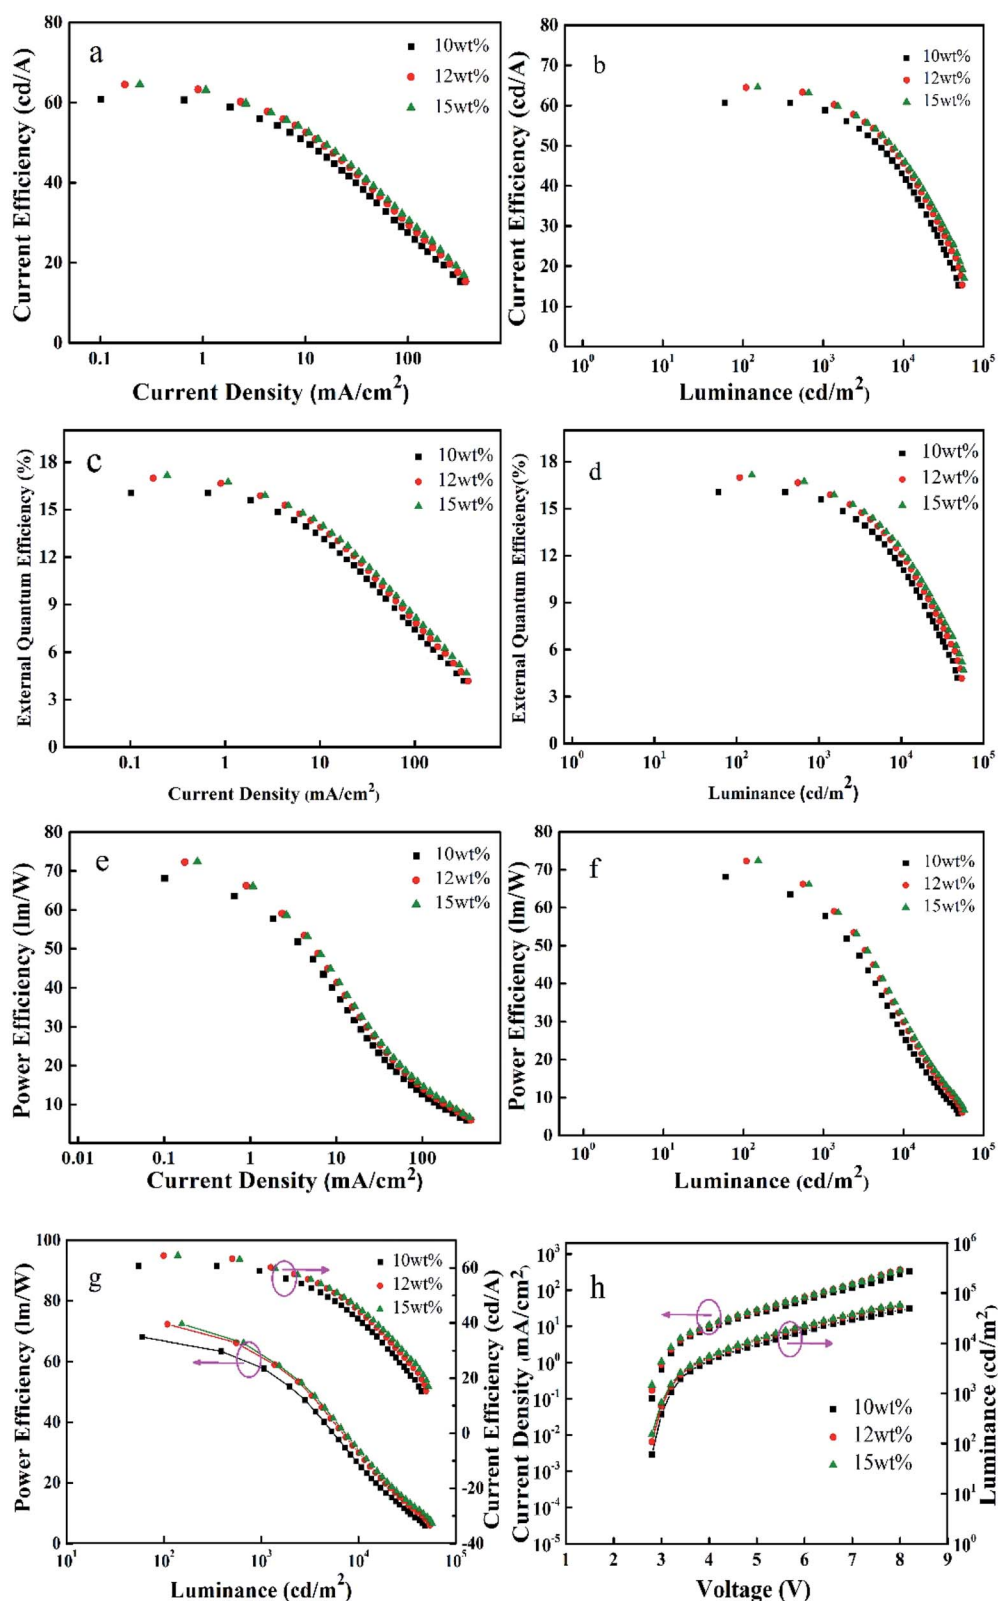 a
10wt%
12wt%
15wt%
80
60
40
20
0
Current Efficiency (cd/A)
0.1 1 10 100
Current Density (mA/cm²)
b
10wt%
12wt%
15wt%
80
70
60
50
40
30
20
10
0
Current Efficiency (cd/A)
10⁰ 10¹ 10² 10³ 10⁴ 10⁵
Luminance (cd/m²)
c
10wt%
12wt%
15wt%
18
15
12
9
6
3
0
External Quantum Efficiency (%)
0.1 1 10 100
Current Density (mA/cm²)
d
10wt%
12wt%
15wt%
18
15
12
9
6
3
0
External Quantum Efficiency(%)
10⁰ 10¹ 10² 10³ 10⁴ 10⁵
Luminance (cd/m²)
e
10wt%
12wt%
15wt%
80
70
60
50
40
30
20
10
Power Efficiency (lm/W)
0.01 0.1 1 10 100
Current Density (mA/cm²)
f
10wt%
12wt%
15wt%
80
70
60
50
40
30
20
10
0
Power Efficiency (lm/W)
10⁰ 10¹ 10² 10³ 10⁴ 10⁵
Luminance (cd/m²)
g
10wt%
12wt%
15wt%
100
80
60
40
20
0
Power Efficiency (lm/W)
60
40
20
0
-20
-40
Current Efficiency (cd/A)
10¹ 10² 10³ 10⁴ 10⁵
Luminance (cd/m²)
h
10wt%
12wt%
15wt%
10³
10²
10¹
10⁰
10⁻¹
10⁻²
10⁻³
10⁻⁴
10⁻⁵
Current Density (mA/cm²)
10⁶
10⁵
10⁴
10³
10²
10¹
10⁰
Luminance (cd/m²)
1 2 3 4 5 6 7 8 9
Voltage (V)